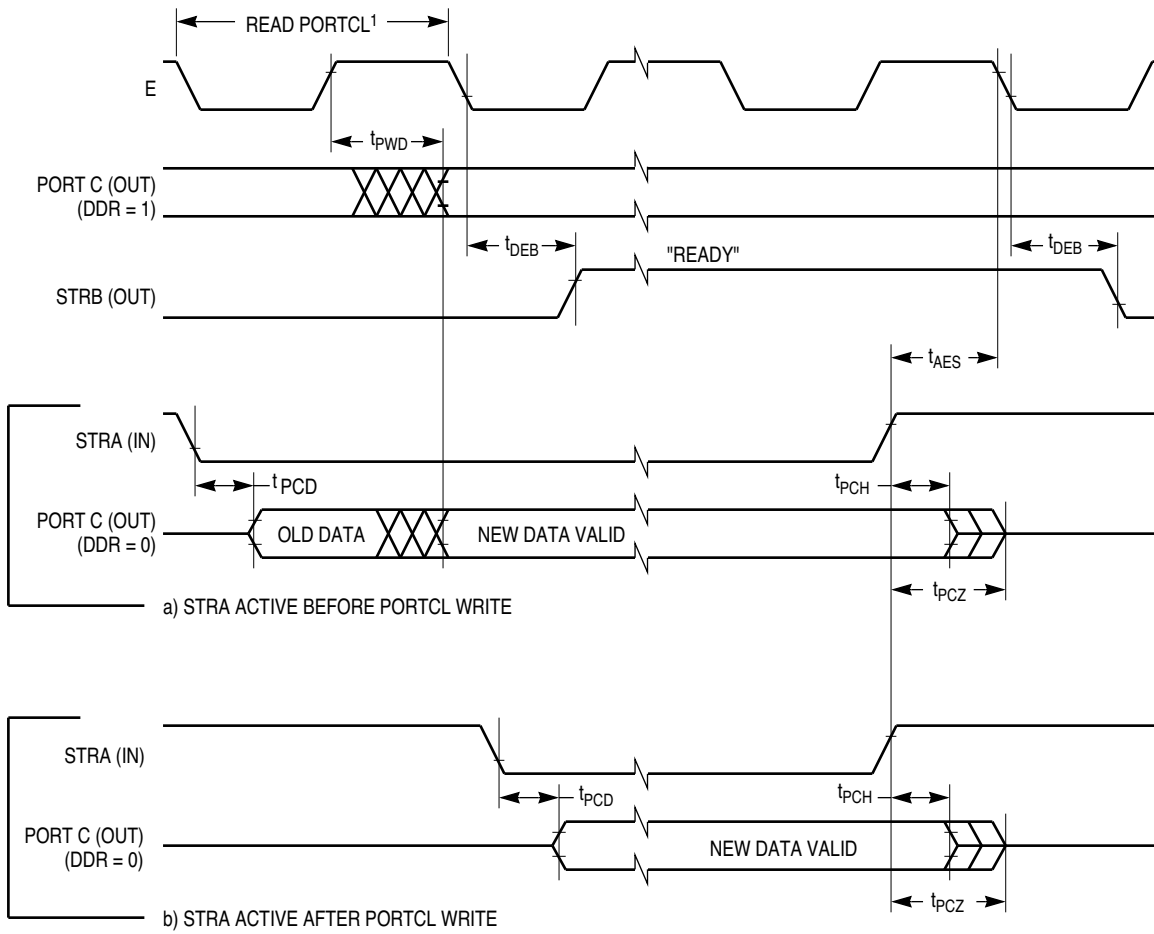 READ PORTCL1
E
tPWD
PORT C (OUT)
(DDR = 1)
tDEB
"READY"
tDEB
STRB (OUT)
tAES
STRA (IN)
tPCD
tPCH
PORT C (OUT)
(DDR = 0)
OLD DATA
NEW DATA VALID
tPCZ
a) STRA ACTIVE BEFORE PORTCL WRITE
STRA (IN)
tPCD
tPCH
PORT C (OUT)
(DDR = 0)
NEW DATA VALID
tPCZ
b) STRA ACTIVE AFTER PORTCL WRITE